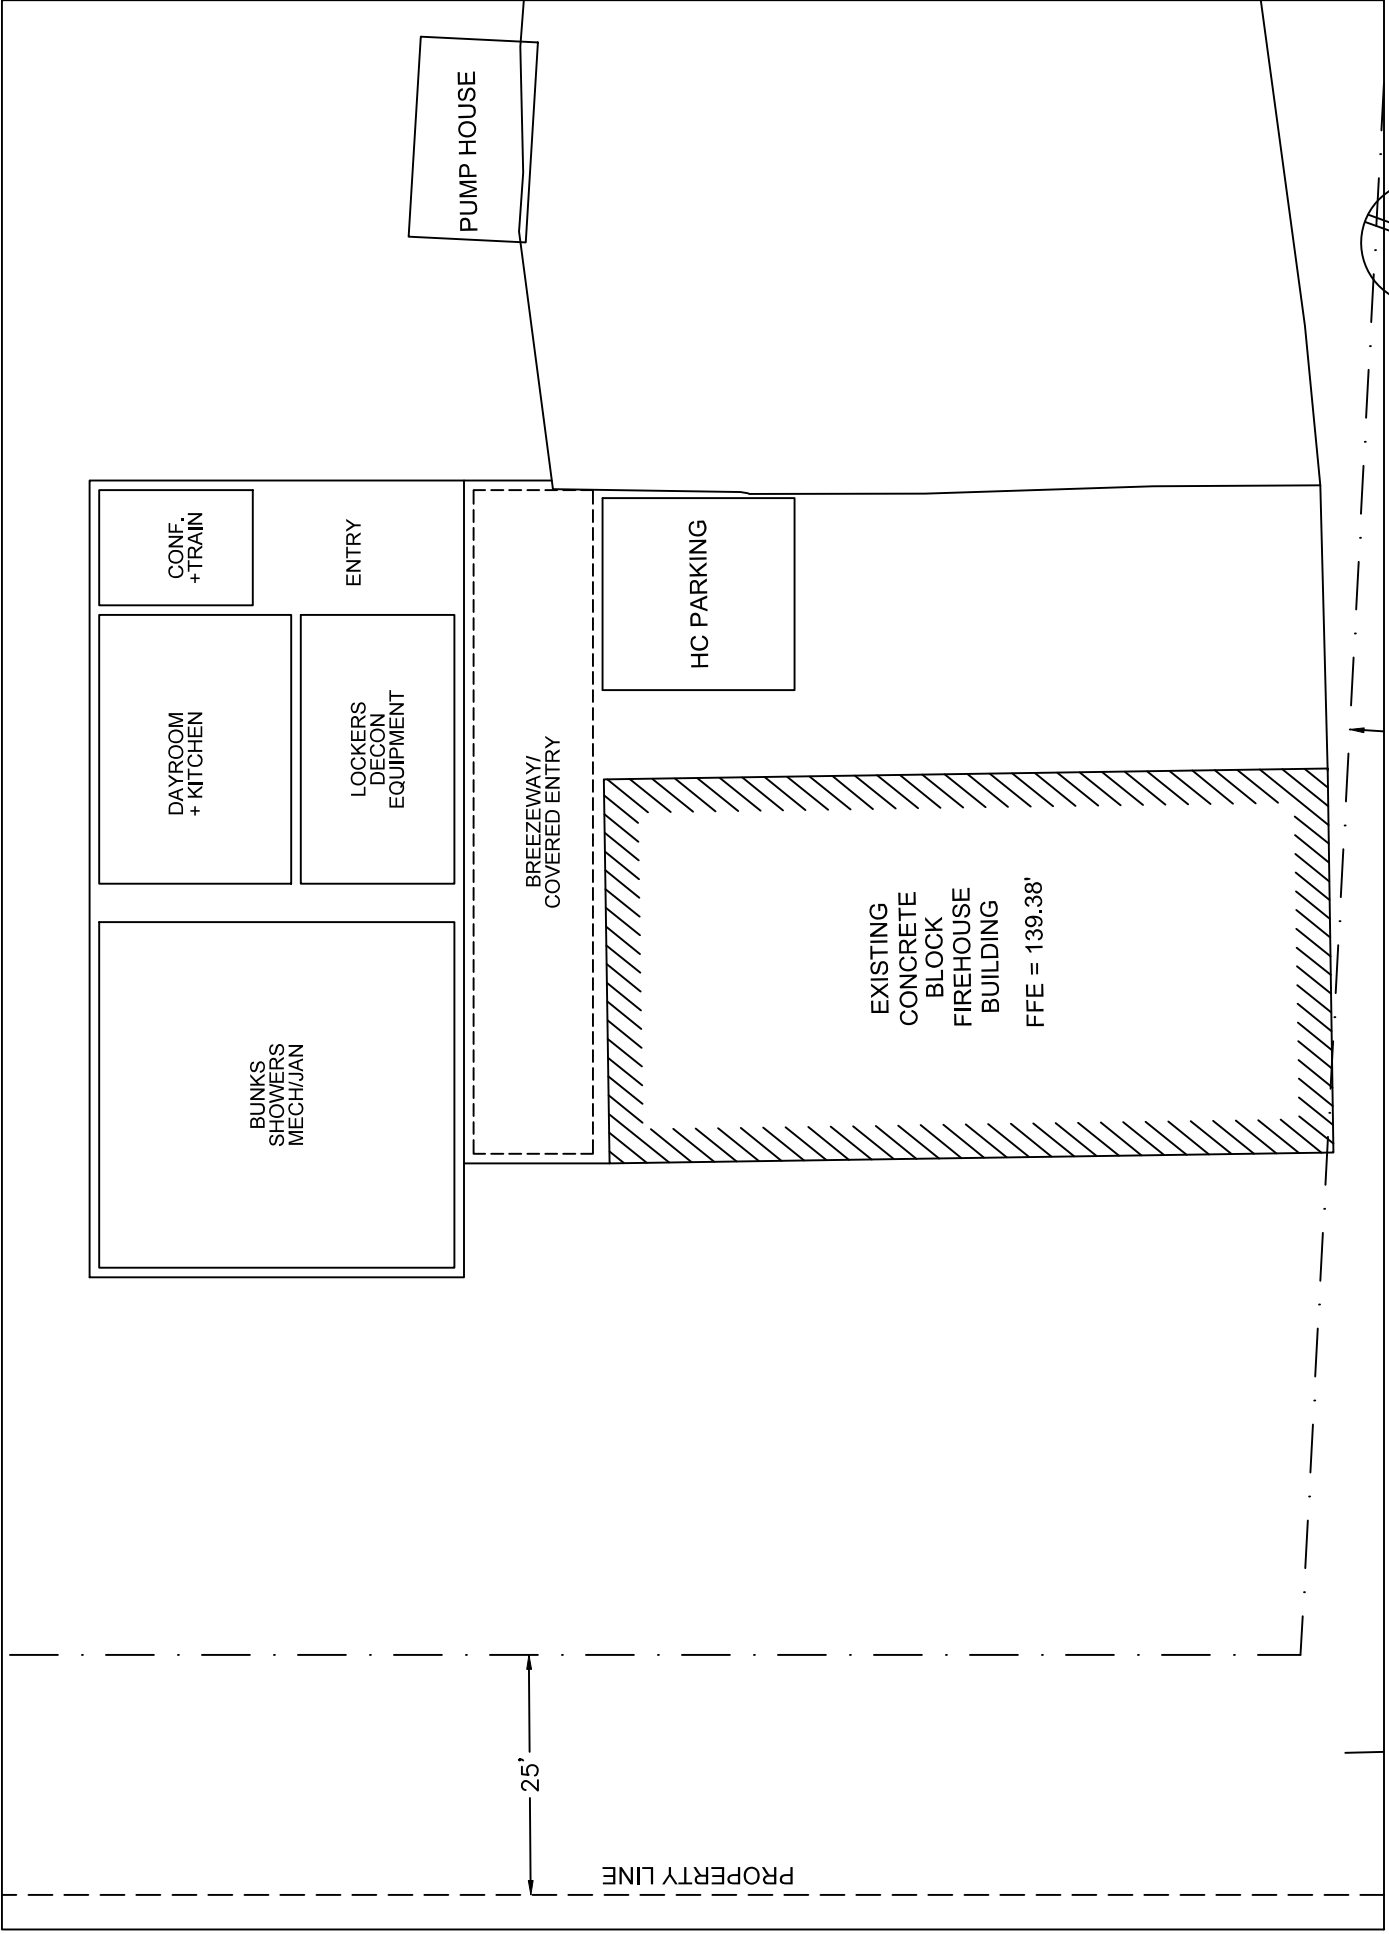 PUMP HOUSE
CONF.
+TRAIN
ENTRY
DAYROOM
+ KITCHEN
LOCKERS
DECON
EQUIPMENT
HC PARKING
BREEZEWAY/
COVERED ENTRY
BUNKS
SHOWERS
MECH/JAN
EXISTING
CONCRETE
BLOCK
FIREHOUSE
BUILDING
FFE = 139.38'
25'
PROPERTY LINE